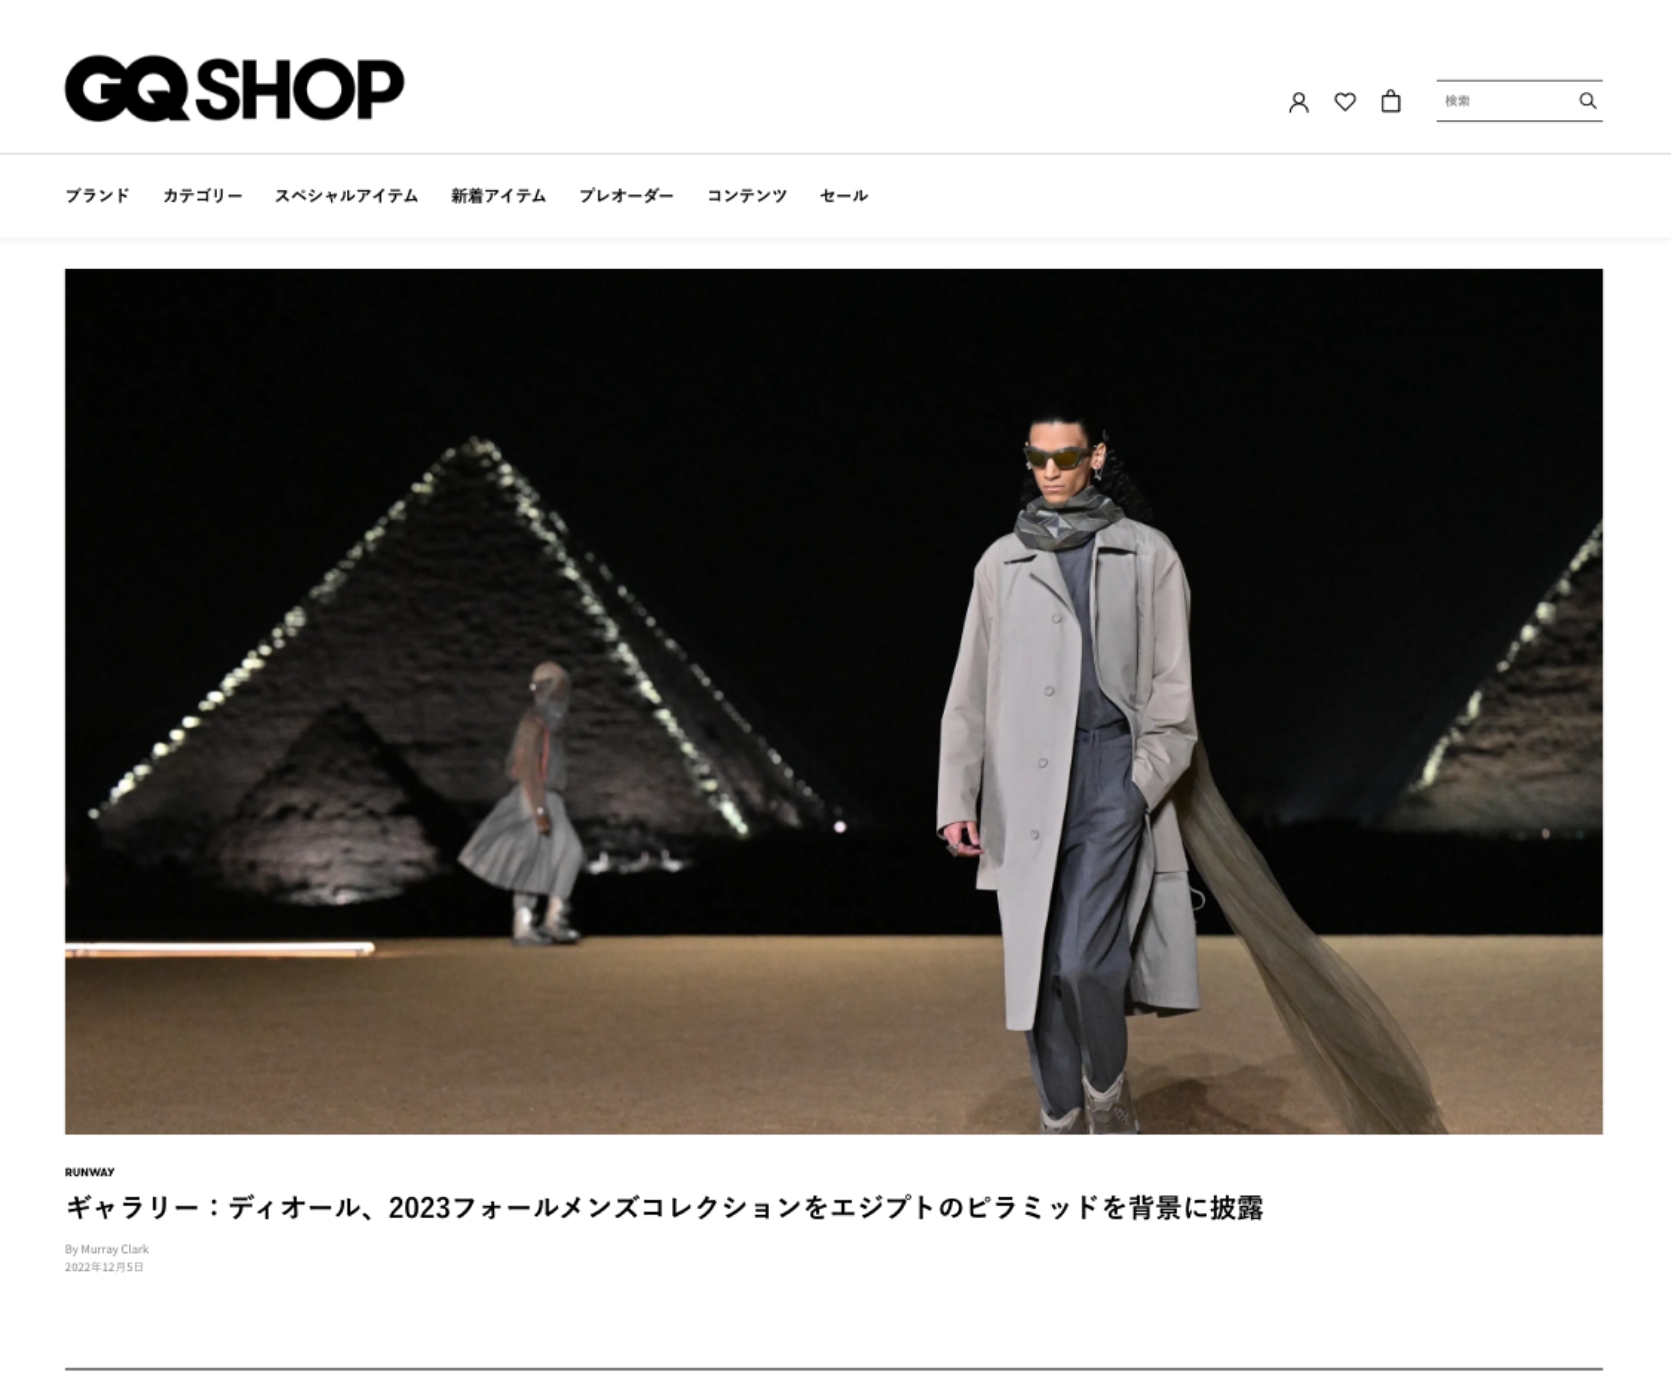 GQ SHOP
検索
ブランド カテゴリー スペシャルアイテム 新着アイテム プレオーダー コンテンツ セール
RUNWAY
ギャラリー：ディオール、2023フォールメンズコレクションをエジプトのピラミッドを背景に披露
By Murray Clark
2022年12月5日